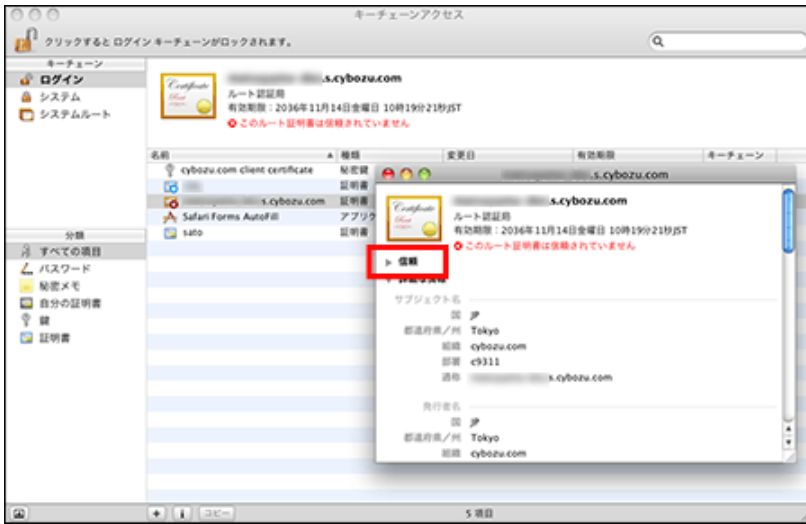 キーチェーンアクセス
クリックすると ログイン キーチェーンがロックされます。
キーチェーン
ログイン
システム
システムルート
Certificate
s.cybozu.com
ルート認証局
有効期限：2036年11月14日金曜日 10時19分21秒JST
このルート証明書は信頼されていません
名前 種類 変更日 有効期限 キーチェーン
cybozu.com client certificate 秘密鍵
証明書
s.cybozu.com 証明書
Safari Forms AutoFill アプリク
sato 証明書
分類
すべての項目
パスワード
秘密メモ
自分の証明書
鍵
証明書
.s.cybozu.com
Certificate
s.cybozu.com
ルート認証局
有効期限：2036年11月14日金曜日 10時19分21秒JST
このルート証明書は信頼されていません
信頼
サブジェクト名
国 JP
都道府県/州 Tokyo
組織 cybozu.com
部署 c9311
通称 s.cybozu.com
発行者名
国 JP
都道府県/州 Tokyo
組織 cybozu.com
コピー
5 項目